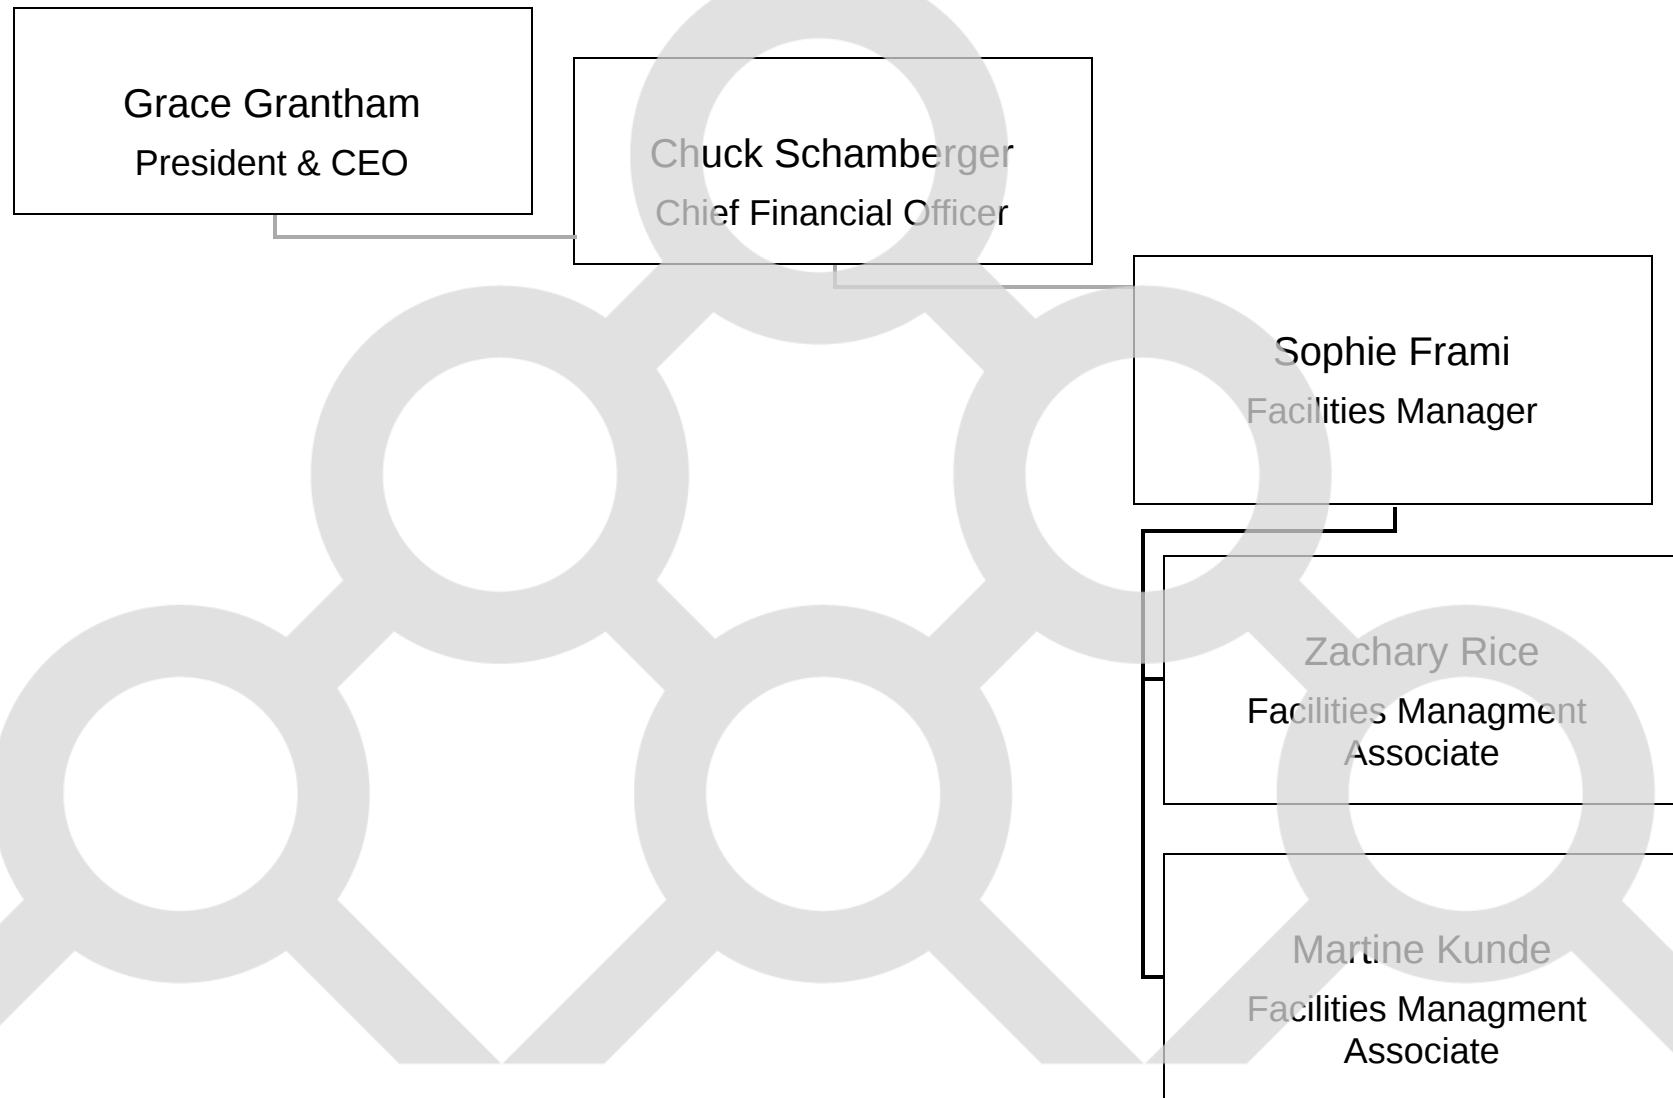 Grace Grantham
President & CEO
Chuck Schamberger
Chief Financial Officer
Sophie Frami
Facilities Manager
Zachary Rice
Facilities Managment
Associate
Martine Kunde
Facilities Managment
Associate